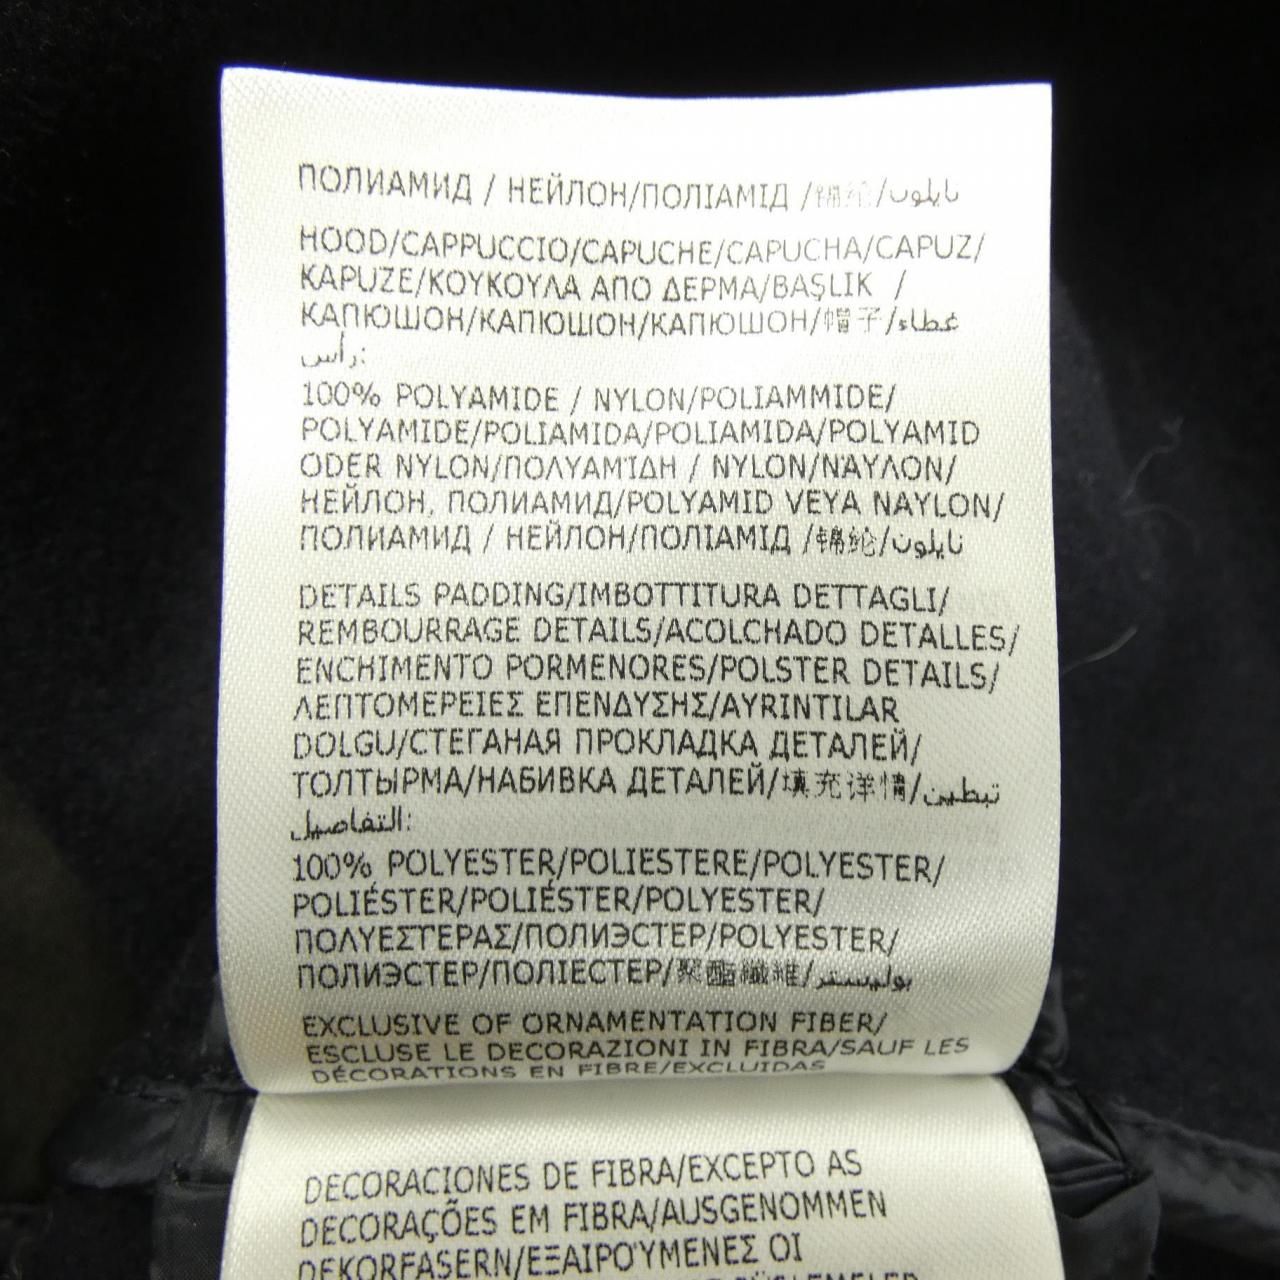 ПОЛИАМИД / НЕЙЛОН/ПОЛІАМІД /锦纶/نايلون
HOOD/CAPPUCCIO/CAPUCHE/CAPUCHA/CAPUZ/
KAPUZE/ΚΟΥΚΟΥΛΑ ΑΠΟ ΔΕΡΜΑ/BAŞLIK /
КАПЮШОН/КАПЮШОН/КАПЮШОН/帽子/غطاء
رأس:
100% POLYAMIDE / NYLON/POLIAMMIDE/
POLYAMIDE/POLIAMIDA/POLIAMIDA/POLYAMID
ODER NYLON/ΠΟΛΥΑΜΊΔΗ / NYLON/ΝΆΥΛΟΝ/
НЕЙЛОН, ПОЛИАМИД/POLYAMID VEYA NAYLON/
ПОЛИАМИД / НЕЙЛОН/ПОЛІАМІД /锦纶/نايلون
DETAILS PADDING/IMBOTTITURA DETTAGLI/
REMBOURRAGE DETAILS/ACOLCHADO DETALLES/
ENCHIMENTO PORMENORES/POLSTER DETAILS/
ΛΕΠΤΟΜΕΡΕΙΕΣ ΕΠΕΝΔΥΣΗΣ/AYRINTILAR
DOLGU/СТЕГАНАЯ ПРОКЛАДКА ДЕТАЛЕЙ/
ТОЛТЫРМА/НАБИВКА ДЕТАЛЕЙ/填充详情/تبطين
التفاصيل:
100% POLYESTER/POLIESTERE/POLYESTER/
POLIÉSTER/POLIÉSTER/POLYESTER/
ΠΟΛΥΕΣΤΕΡΑΣ/ПОЛИЭСТЕР/POLYESTER/
ПОЛИЭСТЕР/ПОЛІЕСТЕР/聚酯纖維/بوليستر
EXCLUSIVE OF ORNAMENTATION FIBER/
ESCLUSE LE DECORAZIONI IN FIBRA/SAUF LES
DÉCORATIONS EN FIBRE/EXCLUIDAS
DECORACIONES DE FIBRA/EXCEPTO AS
DECORAÇÕES EM FIBRA/AUSGENOMMEN
DEKORFASERN/ΕΞΑΙΡΟΎΜΕΝΕΣ ΟΙ